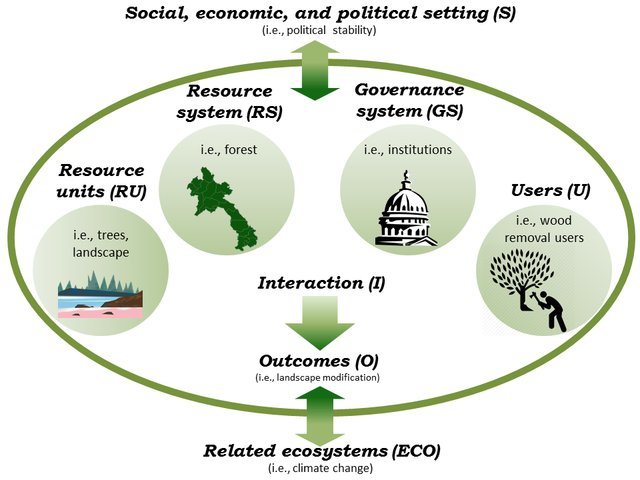 Social, economic, and political setting (S)
(i.e., political stability)
Resource
system (RS)
Governance
system (GS)
i.e., forest
i.e., institutions
Resource
units (RU)
Users (U)
i.e., trees,
landscape
i.e., wood
removal users
Interaction (I)
Outcomes (O)
(i.e., landscape modification)
Related ecosystems (ECO)
(i.e., climate change)